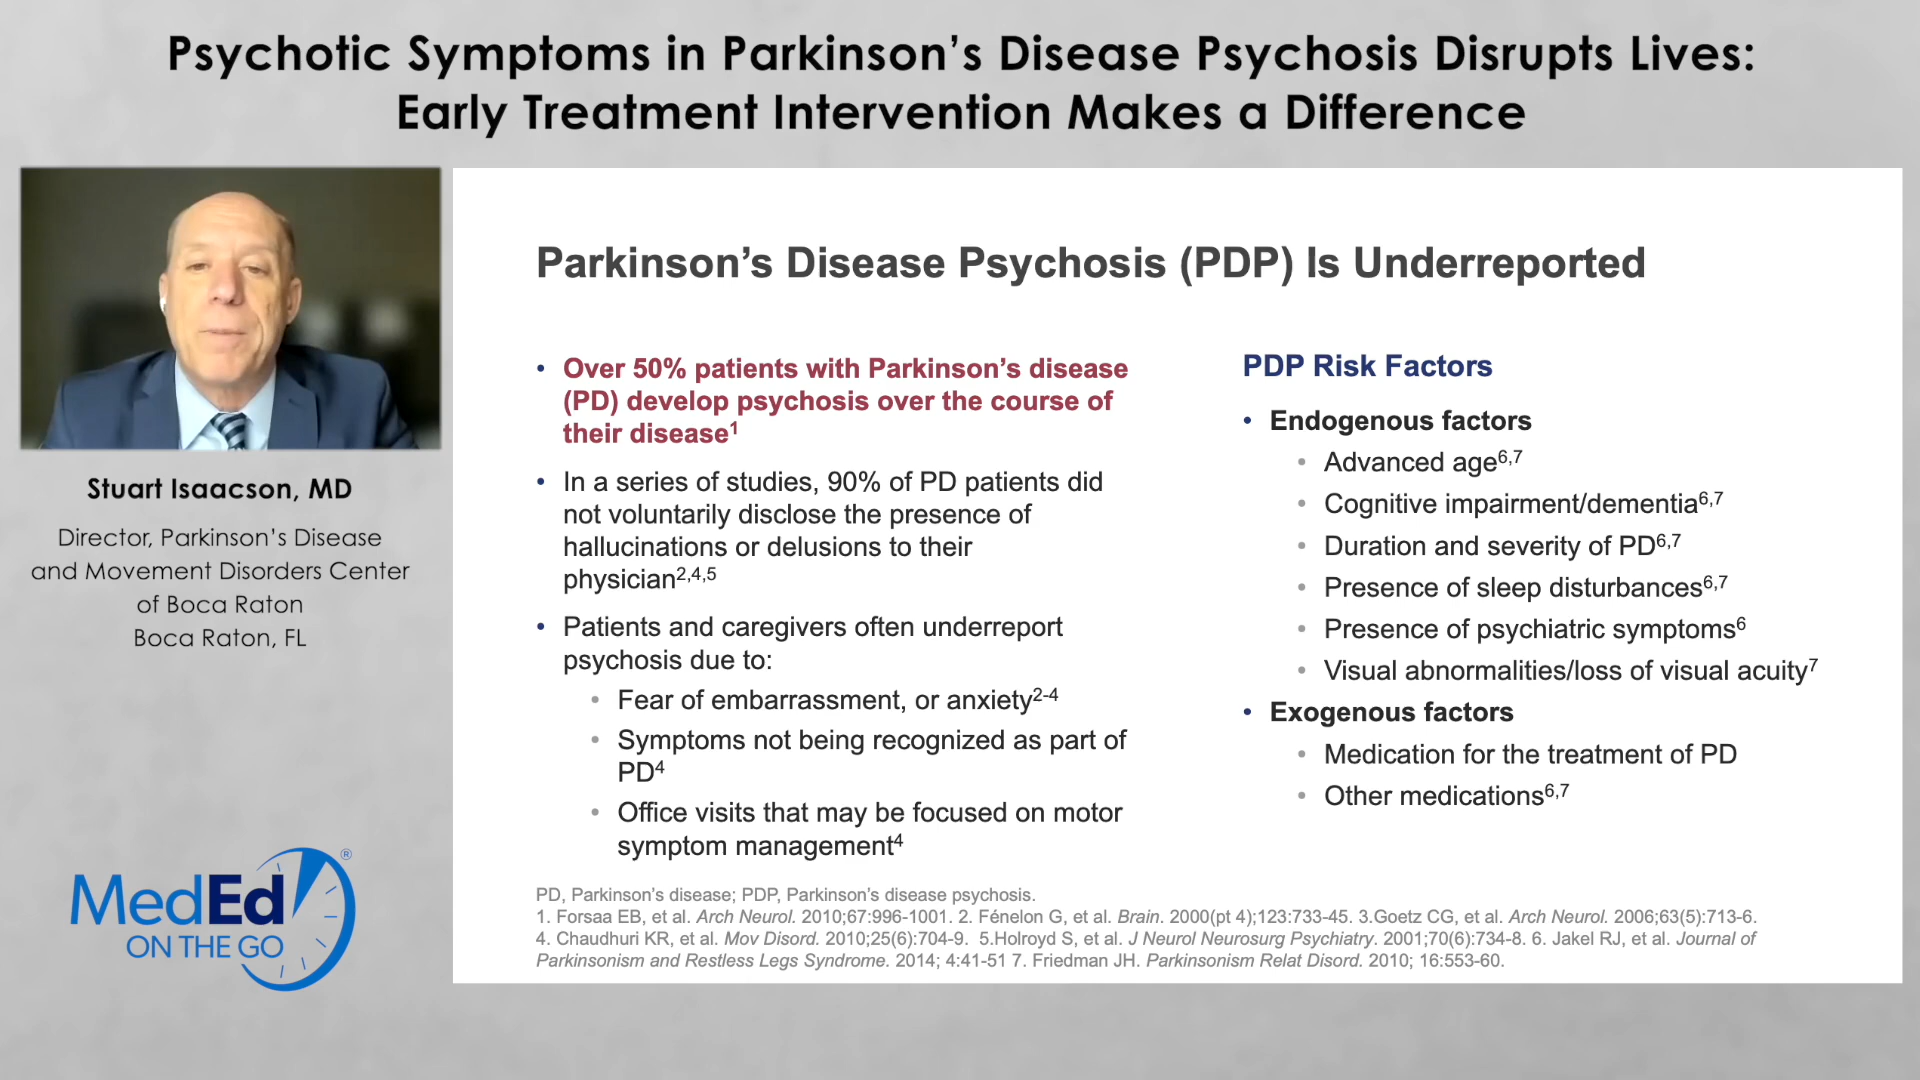 Psychotic Symptoms in Parkinson’s Disease Psychosis Disrupts Lives:
Early Treatment Intervention Makes a Difference
Stuart Isaacson, MD
Director, Parkinson’s Disease
and Movement Disorders Center
of Boca Raton
Boca Raton, FL
MedEd®
ON THE GO
Parkinson’s Disease Psychosis (PDP) Is Underreported
• Over 50% patients with Parkinson’s disease
(PD) develop psychosis over the course of
their disease1
• In a series of studies, 90% of PD patients did
not voluntarily disclose the presence of
hallucinations or delusions to their
physician2,4,5
• Patients and caregivers often underreport
psychosis due to:
• Fear of embarrassment, or anxiety2-4
• Symptoms not being recognized as part of
PD4
• Office visits that may be focused on motor
symptom management4
PDP Risk Factors
• Endogenous factors
• Advanced age6,7
• Cognitive impairment/dementia6,7
• Duration and severity of PD6,7
• Presence of sleep disturbances6,7
• Presence of psychiatric symptoms6
• Visual abnormalities/loss of visual acuity7
• Exogenous factors
• Medication for the treatment of PD
• Other medications6,7
PD, Parkinson’s disease; PDP, Parkinson’s disease psychosis.
1. Forsaa EB, et al. Arch Neurol. 2010;67:996-1001. 2. Fénelon G, et al. Brain. 2000(pt 4);123:733-45. 3.Goetz CG, et al. Arch Neurol. 2006;63(5):713-6.
4. Chaudhuri KR, et al. Mov Disord. 2010;25(6):704-9. 5.Holroyd S, et al. J Neurol Neurosurg Psychiatry. 2001;70(6):734-8. 6. Jakel RJ, et al. Journal of
Parkinsonism and Restless Legs Syndrome. 2014; 4:41-51 7. Friedman JH. Parkinsonism Relat Disord. 2010; 16:553-60.